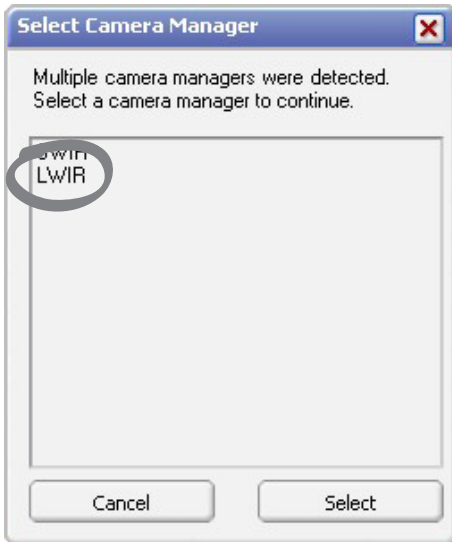 Select Camera Manager
Multiple camera managers were detected.
Select a camera manager to continue.
LWIR
Cancel
Select